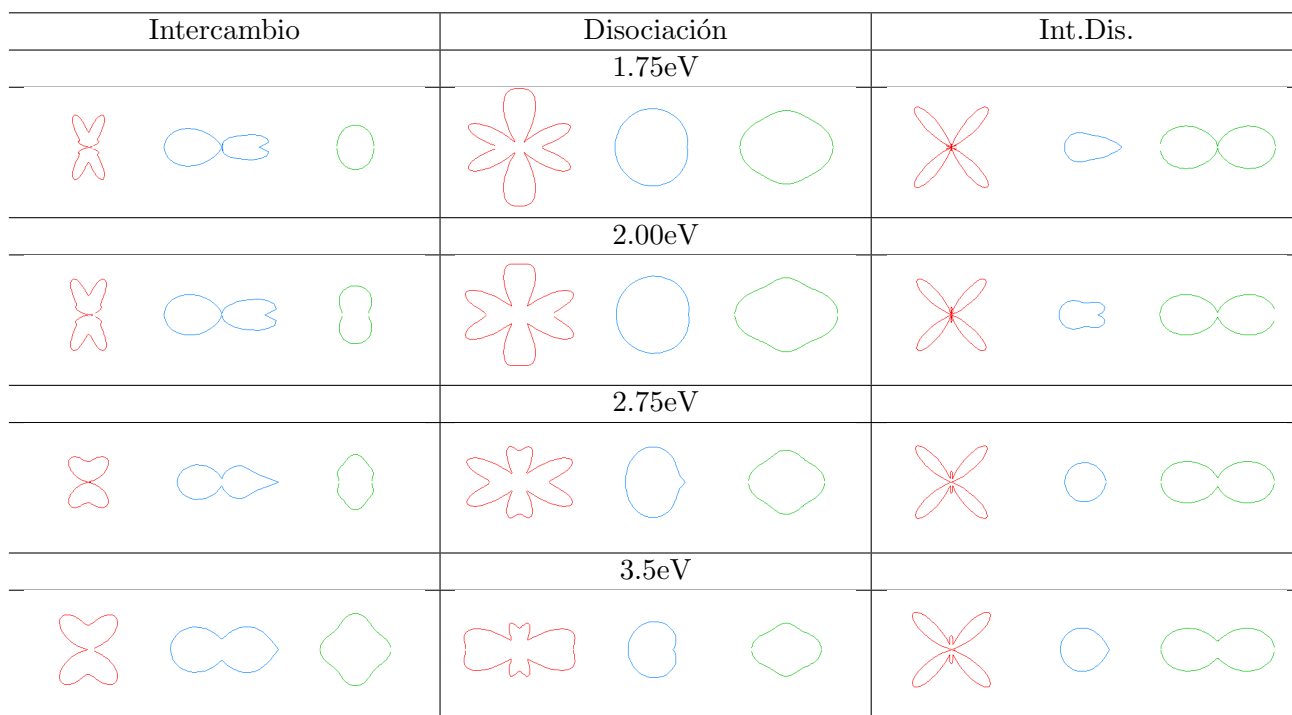 Intercambio Disociación Int.Dis.
1.75eV
2.00eV
2.75eV
3.5eV